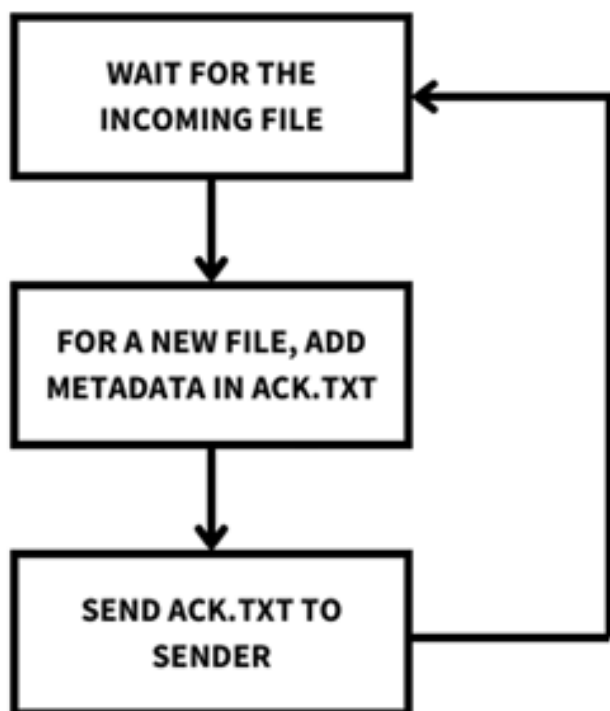 WAIT FOR THE
INCOMING FILE
FOR A NEW FILE, ADD
METADATA IN ACK.TXT
SEND ACK.TXT TO
SENDER